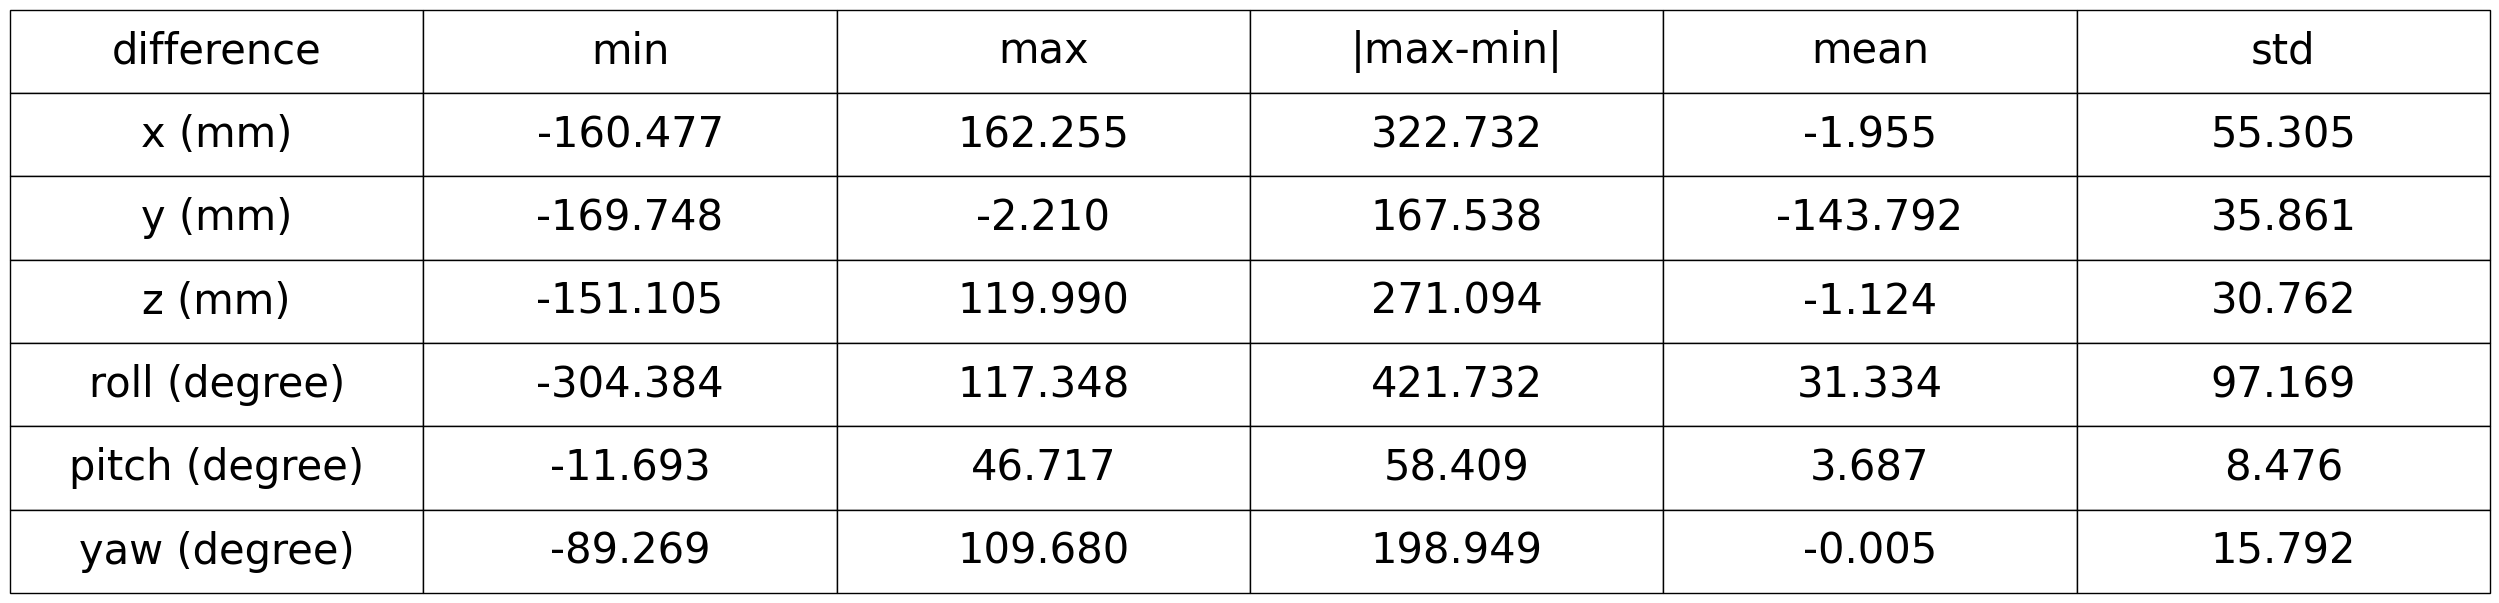 difference min max |max-min| mean std
x (mm) -160.477 162.255 322.732 -1.955 55.305
y (mm) -169.748 -2.210 167.538 -143.792 35.861
z (mm) -151.105 119.990 271.094 -1.124 30.762
roll (degree) -304.384 117.348 421.732 31.334 97.169
pitch (degree) -11.693 46.717 58.409 3.687 8.476
yaw (degree) -89.269 109.680 198.949 -0.005 15.792